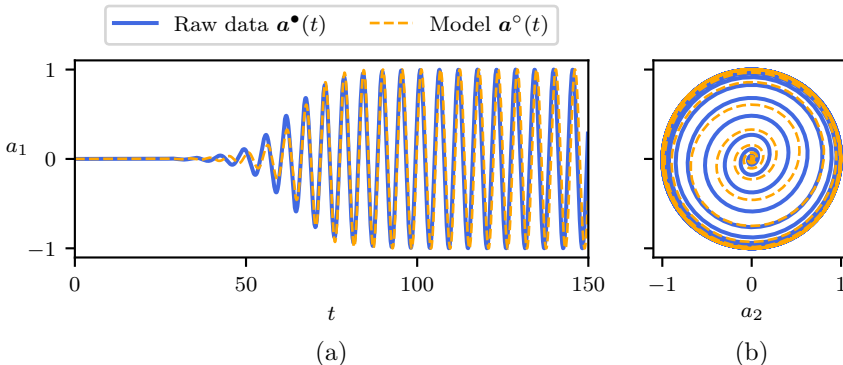 Raw data a•(t) Model a°(t)
1
0
−1
a₁
0 50 100 150
t
(a)
−1 0 1
a₂
(b)